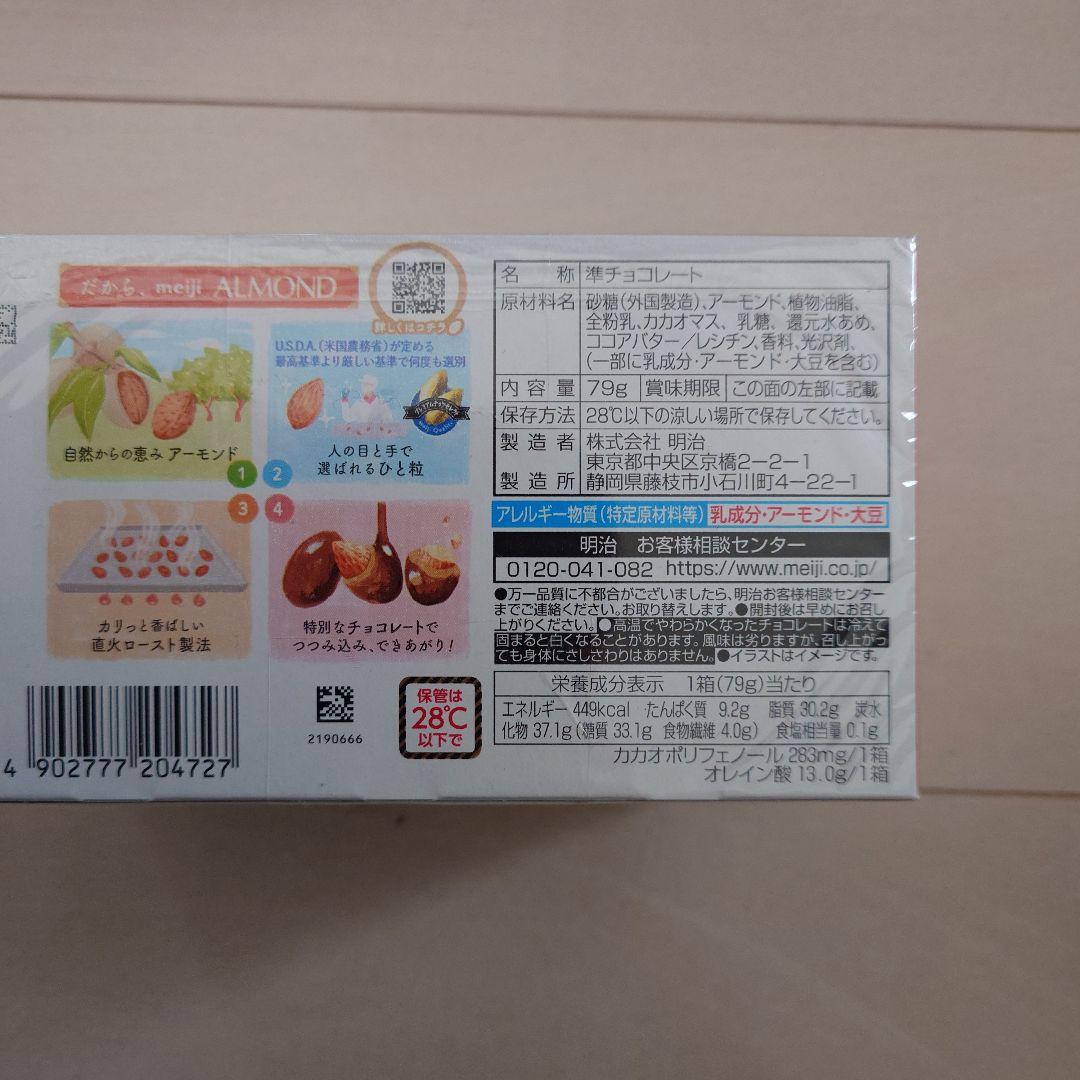 だから、meiji ALMOND
詳しくはコチラ
自然からの恵み アーモンド
1
U.S.D.A.(米国農務省)が定める
最高基準より厳しい基準で何度も選別
人の目と手で
選ばれるひと粒
2
3
カリっと香ばしい
直火ロースト製法
4
特別なチョコレートで
つつみ込み、できあがり!
4 902777 204727
2190666
保管は
28℃
以下で
名 称 準チョコレート
原材料名 砂糖(外国製造)、アーモンド、植物油脂、
全粉乳、カカオマス、乳糖、還元水あめ、
ココアバター/レシチン、香料、光沢剤、
(一部に乳成分・アーモンド・大豆を含む)
内容量 79g 賞味期限 この面の左部に記載
保存方法 28℃以下の涼しい場所で保存してください。
製造者 株式会社 明治
東京都中央区京橋2-2-1
製造所 静岡県藤枝市小石川町4-22-1
アレルギー物質(特定原材料等) 乳成分・アーモンド・大豆
明治 お客様相談センター
0120-041-082 https://www.meiji.co.jp/
●万一品質に不都合がございましたら、明治お客様相談センター
までご連絡ください。お取り替えします。●開封後は早めにお召し
上がりください。●高温でやわらかくなったチョコレートは冷えて
固まると白くなることがあります。風味は劣りますが、召し上がっ
ても身体にさしさわりはありません。●イラストはイメージです。
栄養成分表示 1箱(79g)当たり
エネルギー 449kcal たんぱく質 9.2g 脂質 30.2g 炭水
化物 37.1g(糖質 33.1g 食物繊維 4.0g) 食塩相当量 0.1g
カカオポリフェノール 283mg/1箱
オレイン酸 13.0g/1箱